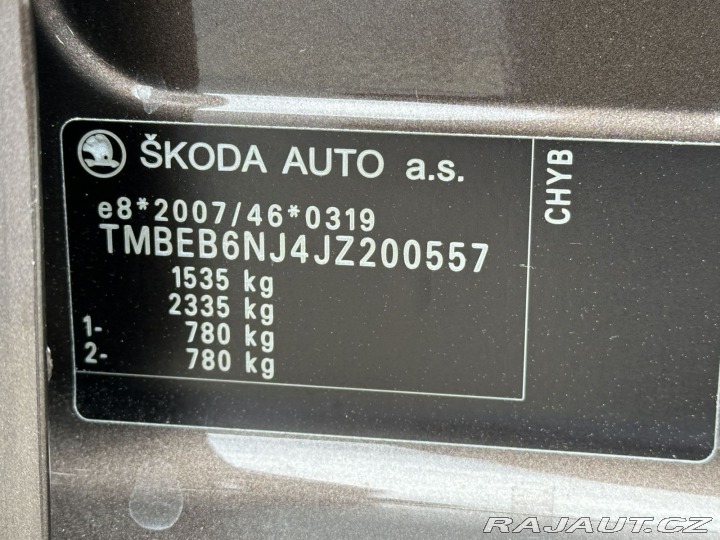 ŠKODA AUTO a.s.
e8*2007/46*0319
TMBEB6NJ4JZ200557
1535 kg
2335 kg
1- 780 kg
2- 780 kg
CHYB
RAJAUT.CZ